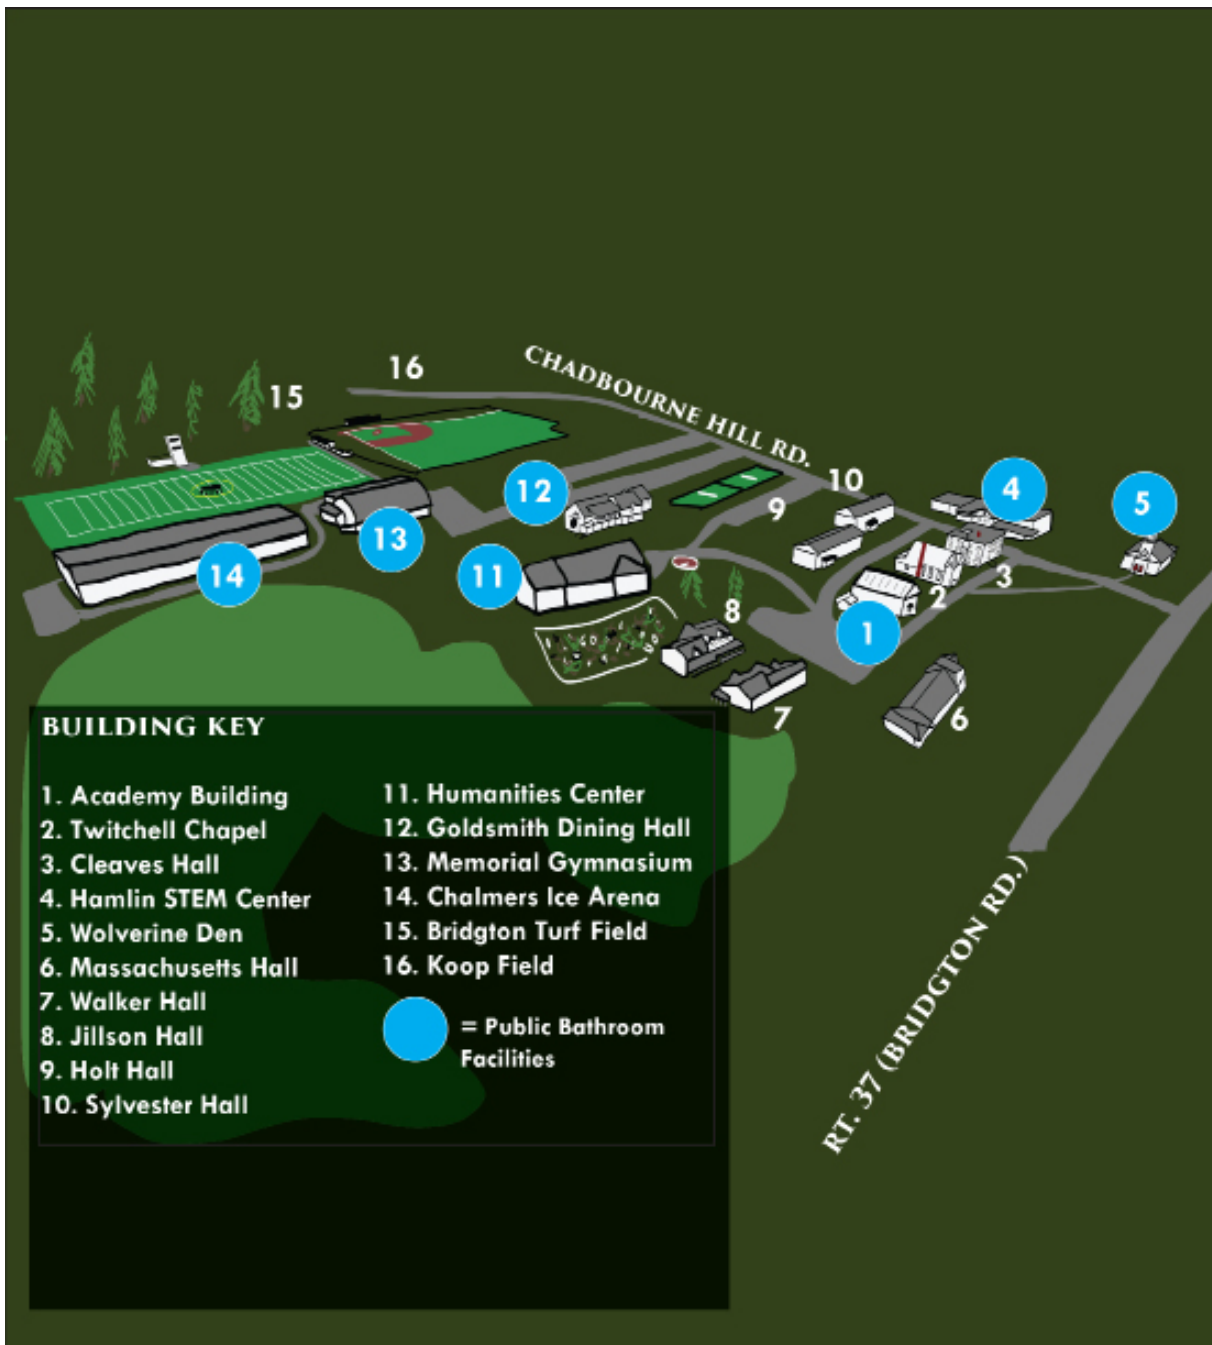 16
15
CHADBOURNE HILL RD.
10
12
4
5
9
13
14
11
3
2
8
1
7
6
BUILDING KEY
1. Academy Building
2. Twitchell Chapel
3. Cleaves Hall
4. Hamlin STEM Center
5. Wolverine Den
6. Massachusetts Hall
7. Walker Hall
8. Jillson Hall
9. Holt Hall
10. Sylvester Hall
11. Humanities Center
12. Goldsmith Dining Hall
13. Memorial Gymnasium
14. Chalmers Ice Arena
15. Bridgton Turf Field
16. Koop Field
= Public Bathroom
Facilities
RT. 37 (BRIDGTON RD.)